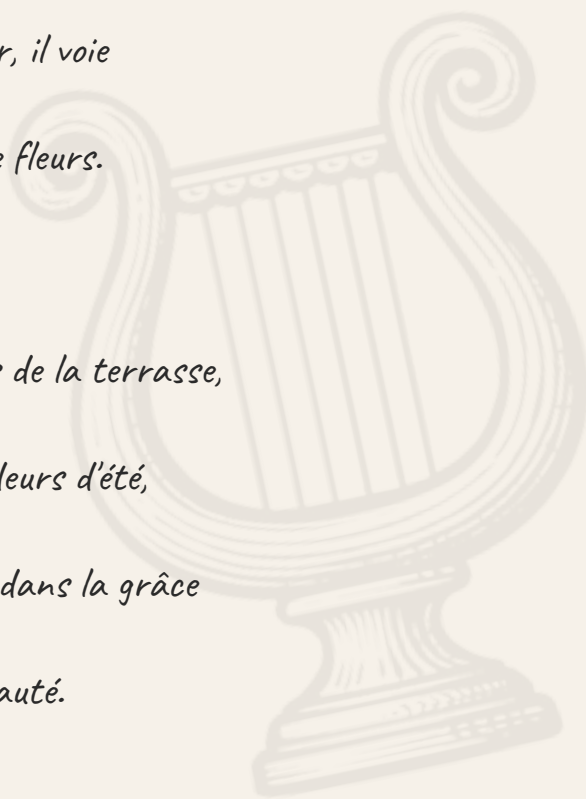 r, il voie
e fleurs.
s de la terrasse,
leurs d'été,
dans la grâce
auté.